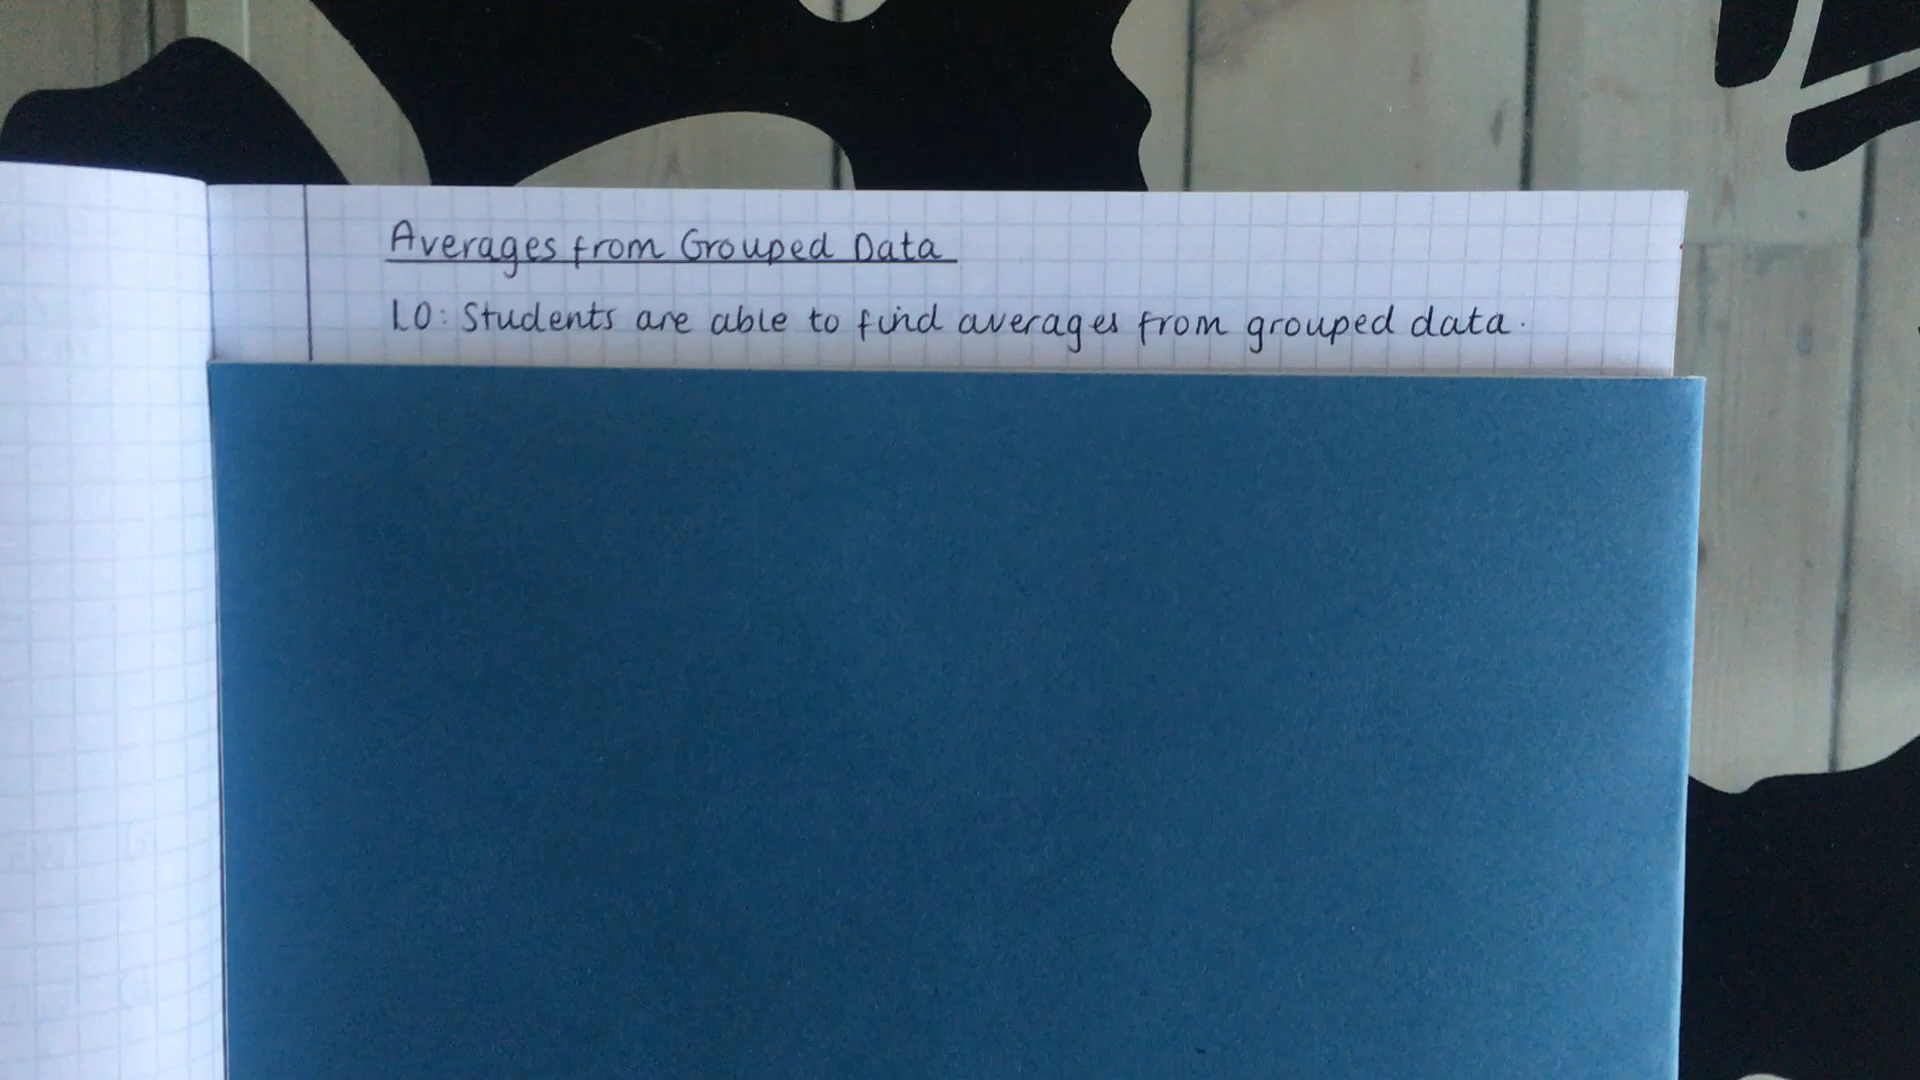 Averages from Grouped Data
LO: Students are able to find averages from grouped data.